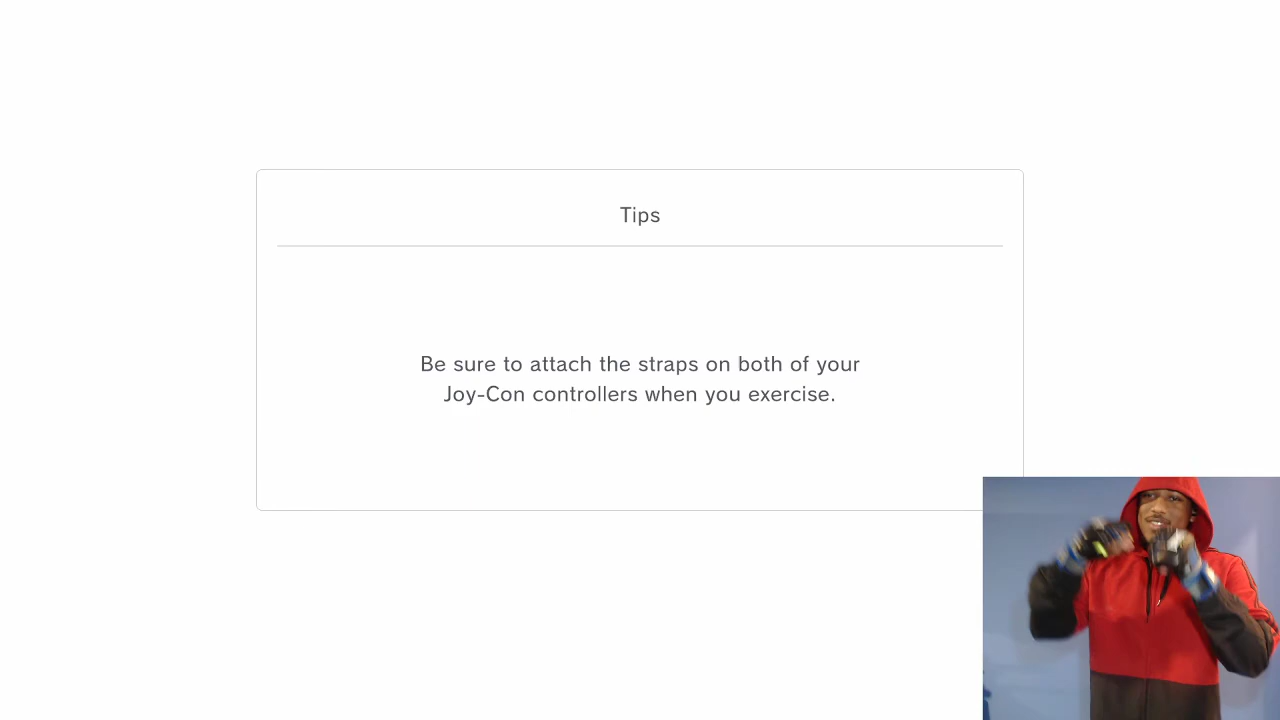 Tips
Be sure to attach the straps on both of your
Joy-Con controllers when you exercise.